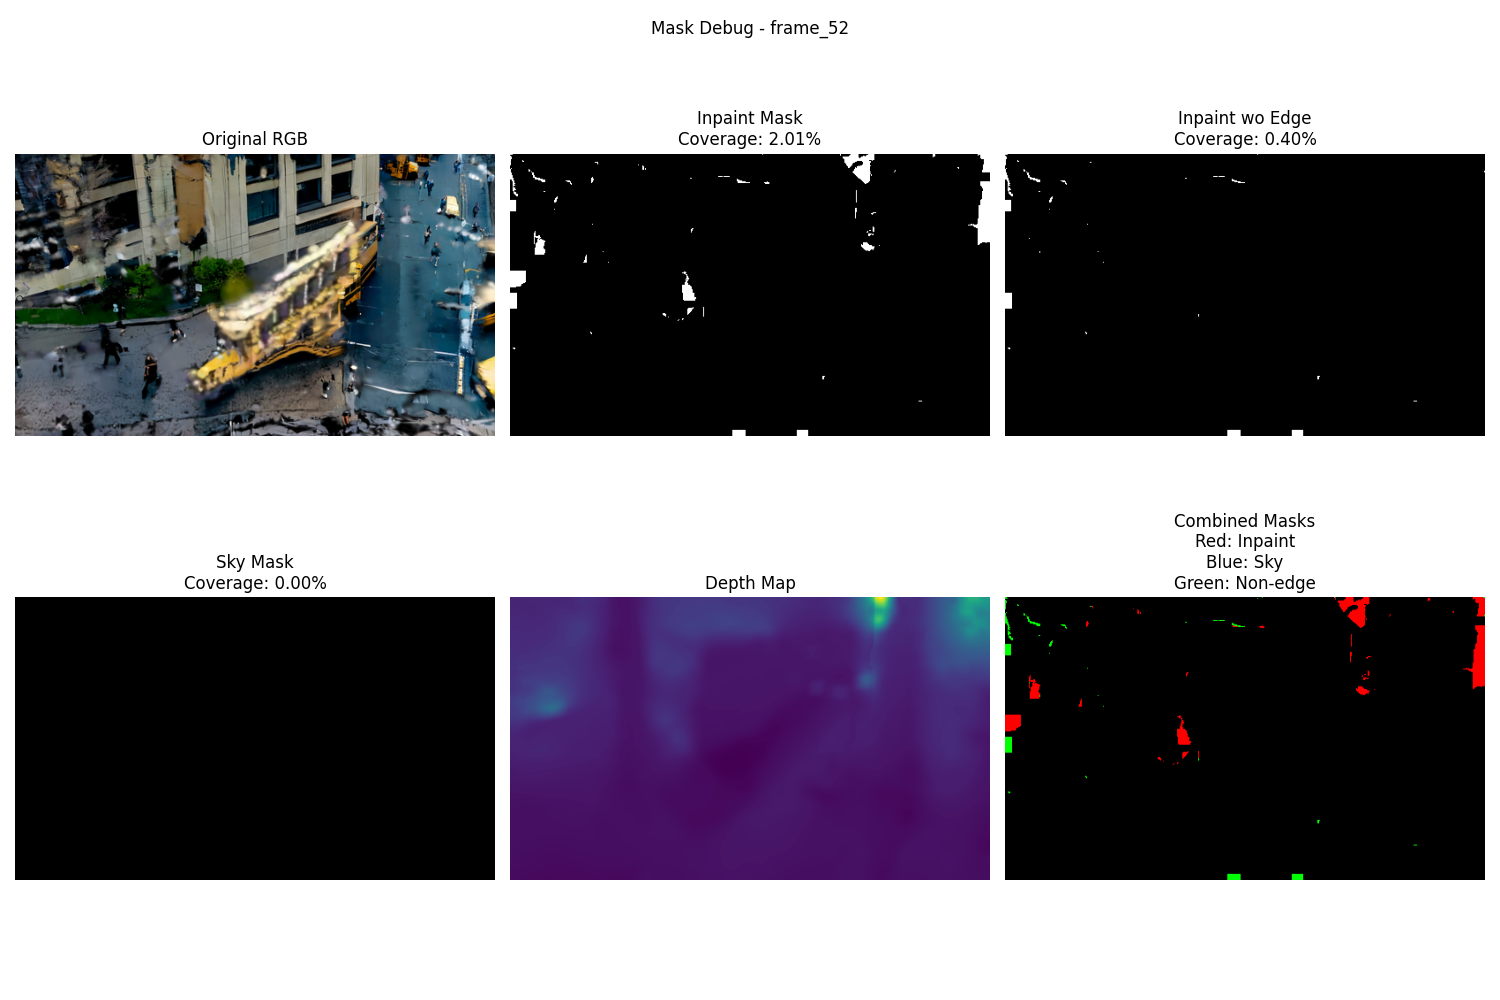 Mask Debug - frame_52
Original RGB
Inpaint Mask
Coverage: 2.01%
Inpaint wo Edge
Coverage: 0.40%
Sky Mask
Coverage: 0.00%
Depth Map
Combined Masks
Red: Inpaint
Blue: Sky
Green: Non-edge